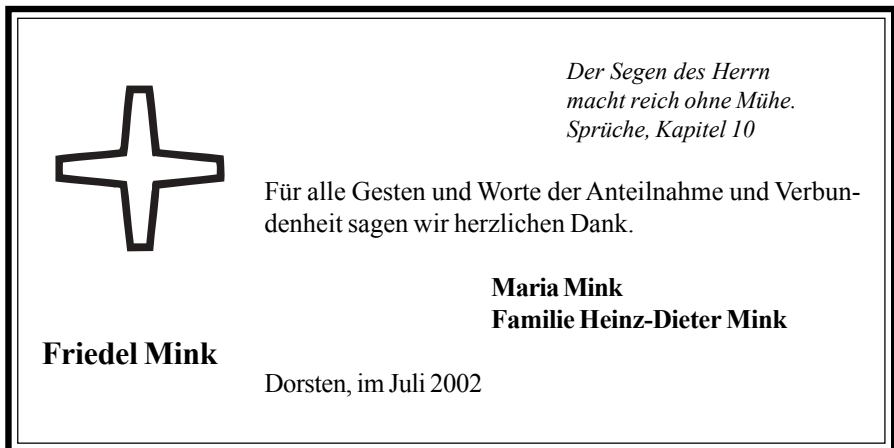 Der Segen des Herrn
macht reich ohne Mühe.
Sprüche, Kapitel 10
Für alle Gesten und Worte der Anteilnahme und Verbun-
denheit sagen wir herzlichen Dank.
Maria Mink
Familie Heinz-Dieter Mink
Friedel Mink
Dorsten, im Juli 2002